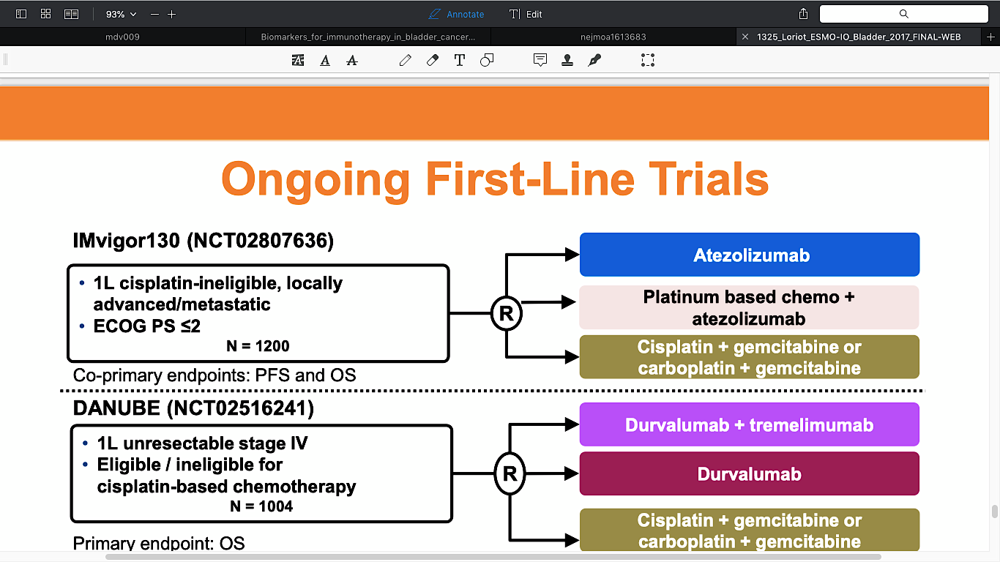 93%
Annotate
T Edit
mdv009
Biomarkers_for_immunotherapy_in_bladder_cancer...
nejmoa1613683
1325_Loriot_ESMO-IO_Bladder_2017_FINAL-WEB
Ongoing First-Line Trials
IMvigor130 (NCT02807636)
• 1L cisplatin-ineligible, locally
advanced/metastatic
• ECOG PS ≤2
N = 1200
Co-primary endpoints: PFS and OS
R
Atezolizumab
Platinum based chemo +
atezolizumab
Cisplatin + gemcitabine or
carboplatin + gemcitabine
DANUBE (NCT02516241)
• 1L unresectable stage IV
• Eligible / ineligible for
cisplatin-based chemotherapy
N = 1004
Primary endpoint: OS
R
Durvalumab + tremelimumab
Durvalumab
Cisplatin + gemcitabine or
carboplatin + gemcitabine